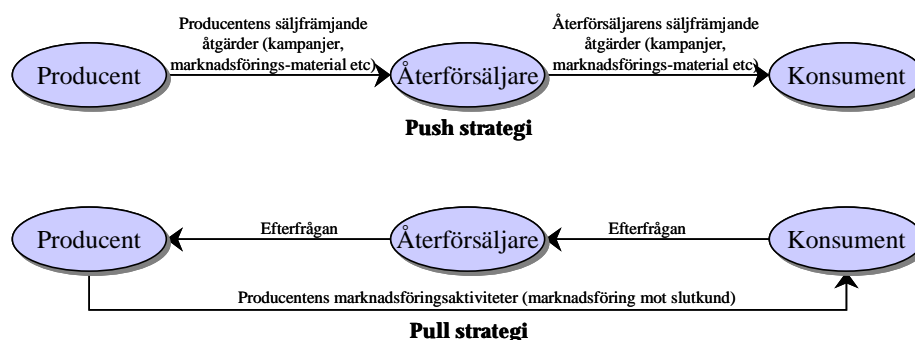 Producentens säljfrämjande
åtgärder (kampanjer,
marknadsförings-material etc)
Återförsäljarens säljfrämjande
åtgärder (kampanjer,
marknadsförings-material etc)
Producent
Återförsäljare
Konsument
Push strategi
Producent
Efterfrågan
Återförsäljare
Efterfrågan
Konsument
Producentens marknadsföringsaktiviteter (marknadsföring mot slutkund)
Pull strategi